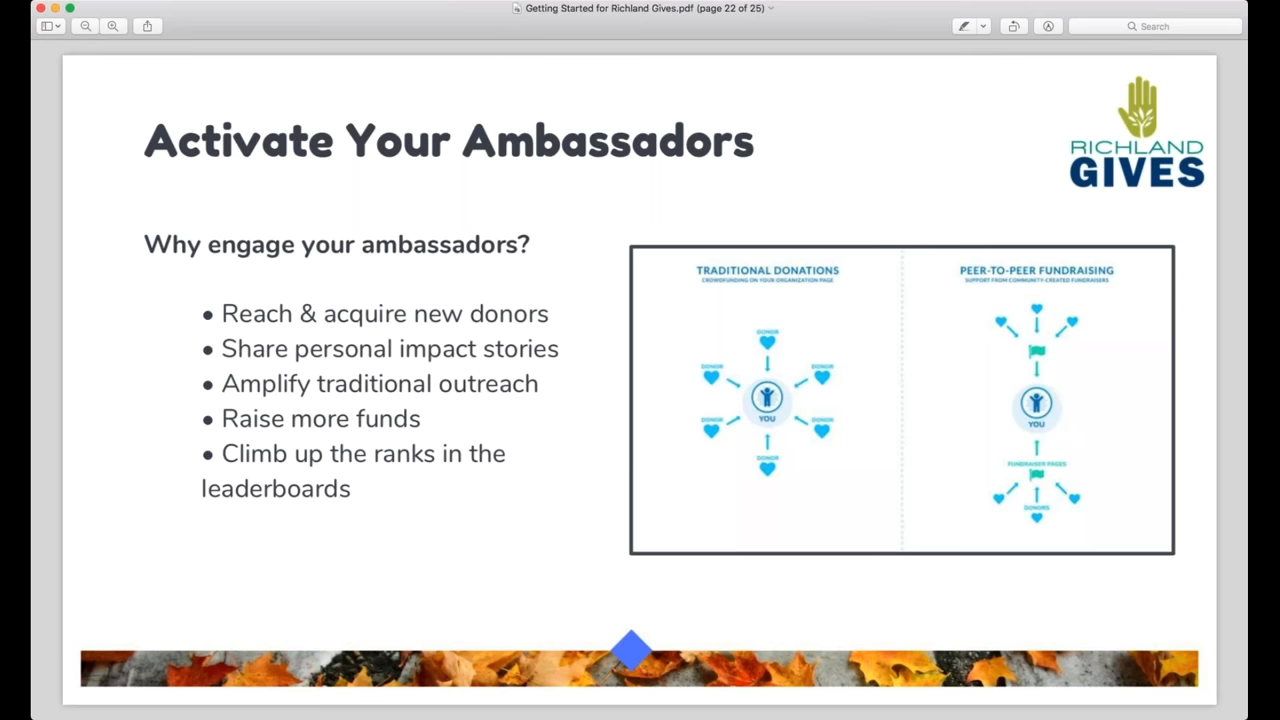 Getting Started for Richland Gives.pdf (page 22 of 25)
Search
Activate Your Ambassadors
RICHLAND
GIVES
Why engage your ambassadors?
• Reach & acquire new donors
• Share personal impact stories
• Amplify traditional outreach
• Raise more funds
• Climb up the ranks in the
leaderboards
TRADITIONAL DONATIONS
CROWDFUNDING ON YOUR ORGANIZATION PAGE
DONOR
DONOR
DONOR
YOU
DONOR
DONOR
DONOR
PEER-TO-PEER FUNDRAISING
SUPPORT FROM COMMUNITY-CREATED FUNDRAISERS
YOU
FUNDRAISER PAGES
DONORS